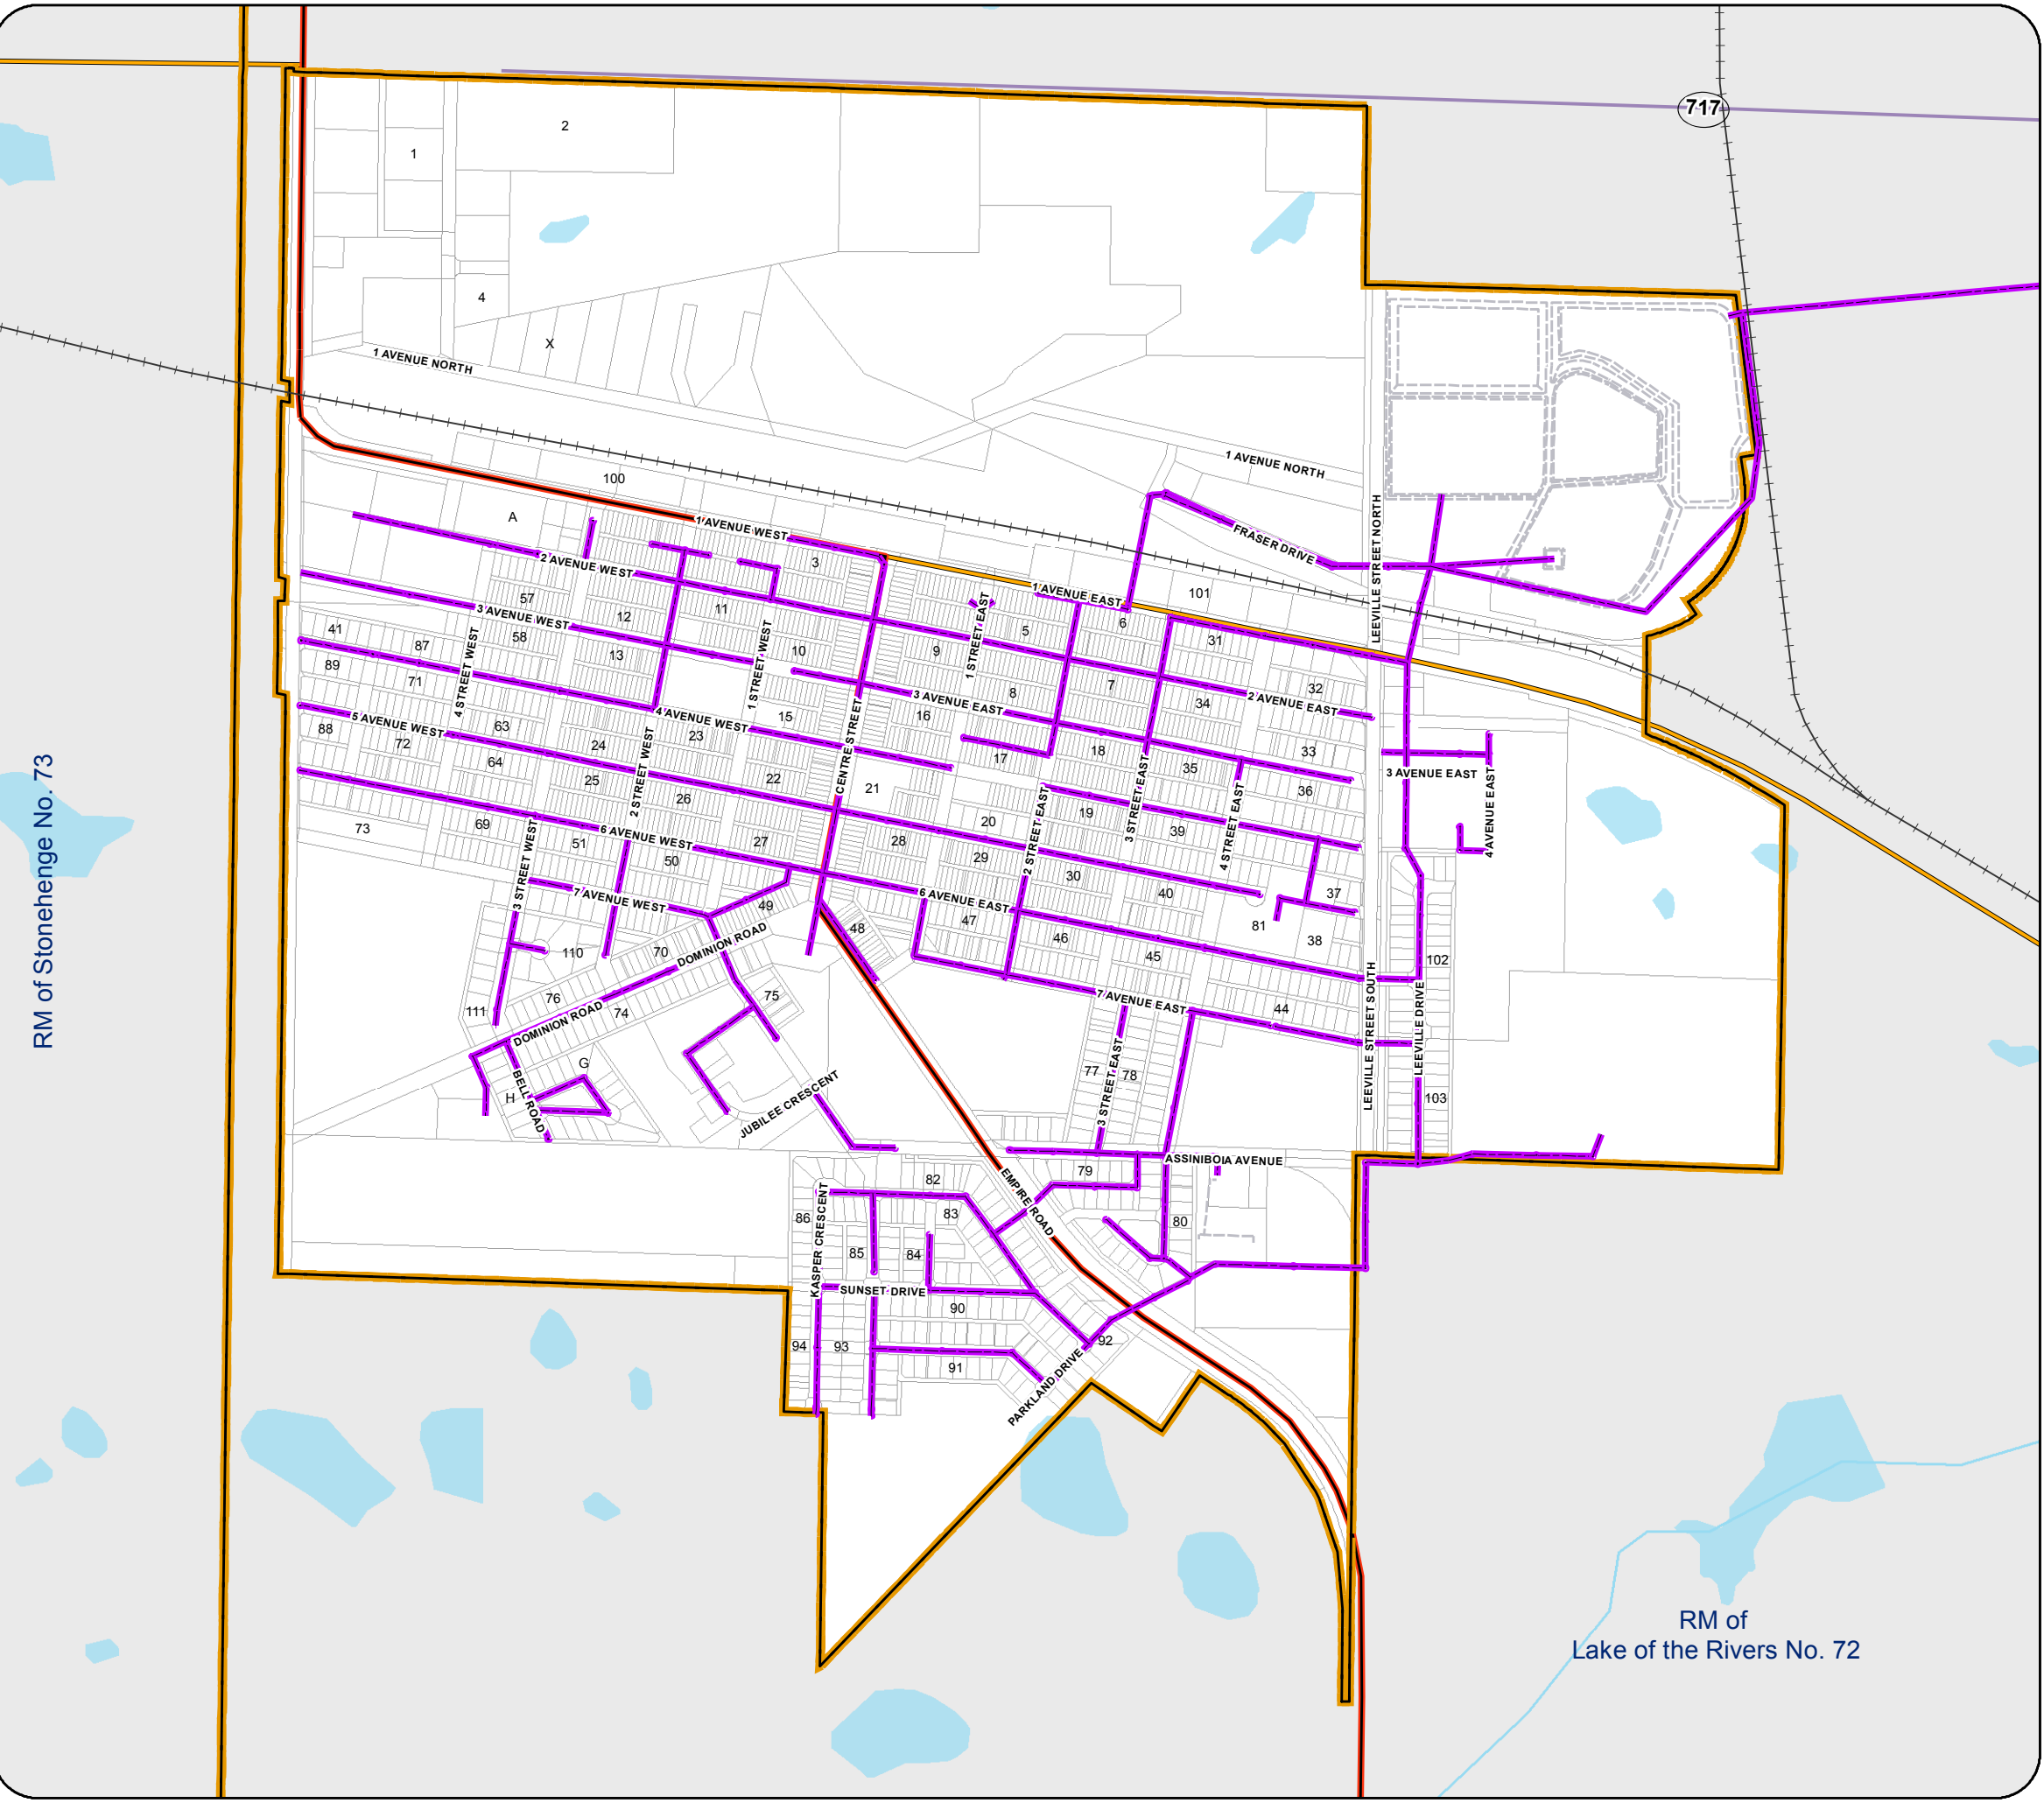 717
2
1
4
X
1 AVENUE NORTH
1 AVENUE NORTH
100
A
1 AVENUE WEST
FRASER DRIVE
LEEVILLE STREET NORTH
3
2 AVENUE WEST
1 AVENUE EAST
101
57
12
11
3 AVENUE WEST
1 STREET EAST
5
6
31
41
87
58
13
10
9
4 STREET WEST
1 STREET WEST
89
71
8
7
32
3 AVENUE EAST
2 AVENUE EAST
34
4 AVENUE WEST
15
16
5 AVENUE WEST
88
72
63
24
23
CENTRE STREET
17
18
33
3 AVENUE EAST
64
25
2 STREET WEST
22
21
35
36
4 AVENUE EAST
26
19
3 STREET EAST
73
69
6 AVENUE WEST
20
39
4 STREET EAST
51
27
28
2 STREET EAST
50
29
3 STREET WEST
7 AVENUE WEST
49
30
40
37
6 AVENUE EAST
48
47
81
38
110
70
DOMINION ROAD
46
45
102
76
75
7 AVENUE EAST
44
LEEVILLE STREET SOUTH
LEEVILLE DRIVE
111
74
DOMINION ROAD
G
H
BELL ROAD
77
78
3 STREET EAST
103
JUBILEE CRESCENT
ASSINIBOIA AVENUE
79
82
EMPIRE ROAD
86
KASPER CRESCENT
83
80
85
84
SUNSET DRIVE
90
94
93
92
91
PARKLAND DRIVE
RM of Stonehenge No. 73
RM of
Lake of the Rivers No. 72